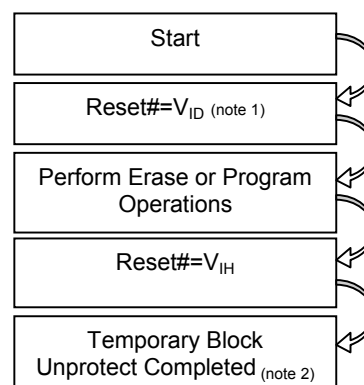 Start
Reset#=VID (note 1)
Perform Erase or Program
Operations
Reset#=VIH
Temporary Block
Unprotect Completed (note 2)